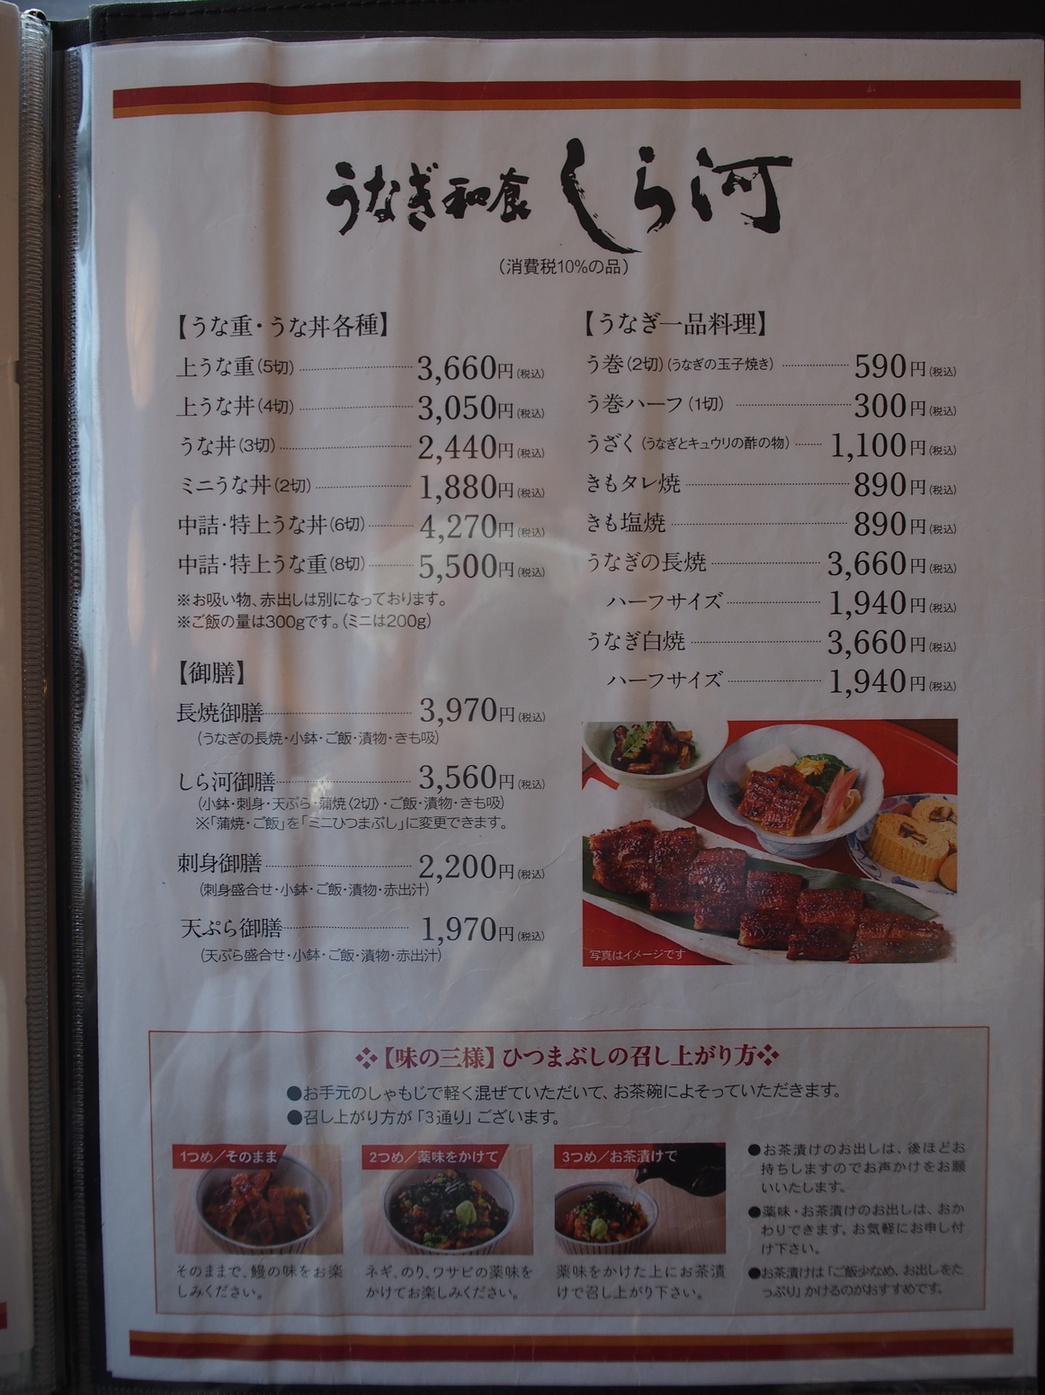 うなぎ和食 しら河
(消費税10%の品)
【うな重・うな丼各種】
上うな重(5切) 3,660円(税込)
上うな丼(4切) 3,050円(税込)
うな丼(3切) 2,440円(税込)
ミニうな丼(2切) 1,880円(税込)
中詰・特上うな丼(6切) 4,270円(税込)
中詰・特上うな重(8切) 5,500円(税込)
※お吸い物、赤出しは別になっております。
※ご飯の量は300gです。(ミニは200g)
【御膳】
長焼御膳 3,970円(税込)
(うなぎの長焼・小鉢・ご飯・漬物・きも吸)
しら河御膳 3,560円(税込)
(小鉢・刺身・天ぷら・蒲焼〈2切〉・ご飯・漬物・きも吸)
※「蒲焼・ご飯」を「ミニひつまぶし」に変更できます。
刺身御膳 2,200円(税込)
(刺身盛合せ・小鉢・ご飯・漬物・赤出汁)
天ぷら御膳 1,970円(税込)
(天ぷら盛合せ・小鉢・ご飯・漬物・赤出汁)
【うなぎ一品料理】
う巻(2切)(うなぎの玉子焼き) 590円(税込)
う巻ハーフ(1切) 300円(税込)
うざく(うなぎとキュウリの酢の物) 1,100円(税込)
きもタレ焼 890円(税込)
きも塩焼 890円(税込)
うなぎの長焼 3,660円(税込)
ハーフサイズ 1,940円(税込)
うなぎ白焼 3,660円(税込)
ハーフサイズ 1,940円(税込)
写真はイメージです
【味の三様】ひつまぶしの召し上がり方
●お手元のしゃもじで軽く混ぜていただいて、お茶碗によそっていただきます。
●召し上がり方が「3通り」ございます。
1つめ／そのまま
そのままで、鰻の味をお楽
しみください。
2つめ／薬味をかけて
ネギ、のり、ワサビの薬味を
かけてお楽しみください。
3つめ／お茶漬けで
薬味をかけた上にお茶漬
けで召し上がり下さい。
●お茶漬けのお出しは、後ほどお
持ちしますのでお声かけをお願
いいたします。
●薬味・お茶漬けのお出しは、おか
わりできます。お気軽にお申し付
け下さい。
●お茶漬けは「ご飯少なめ、お出しをた
っぷり」かけるのがおすすめです。